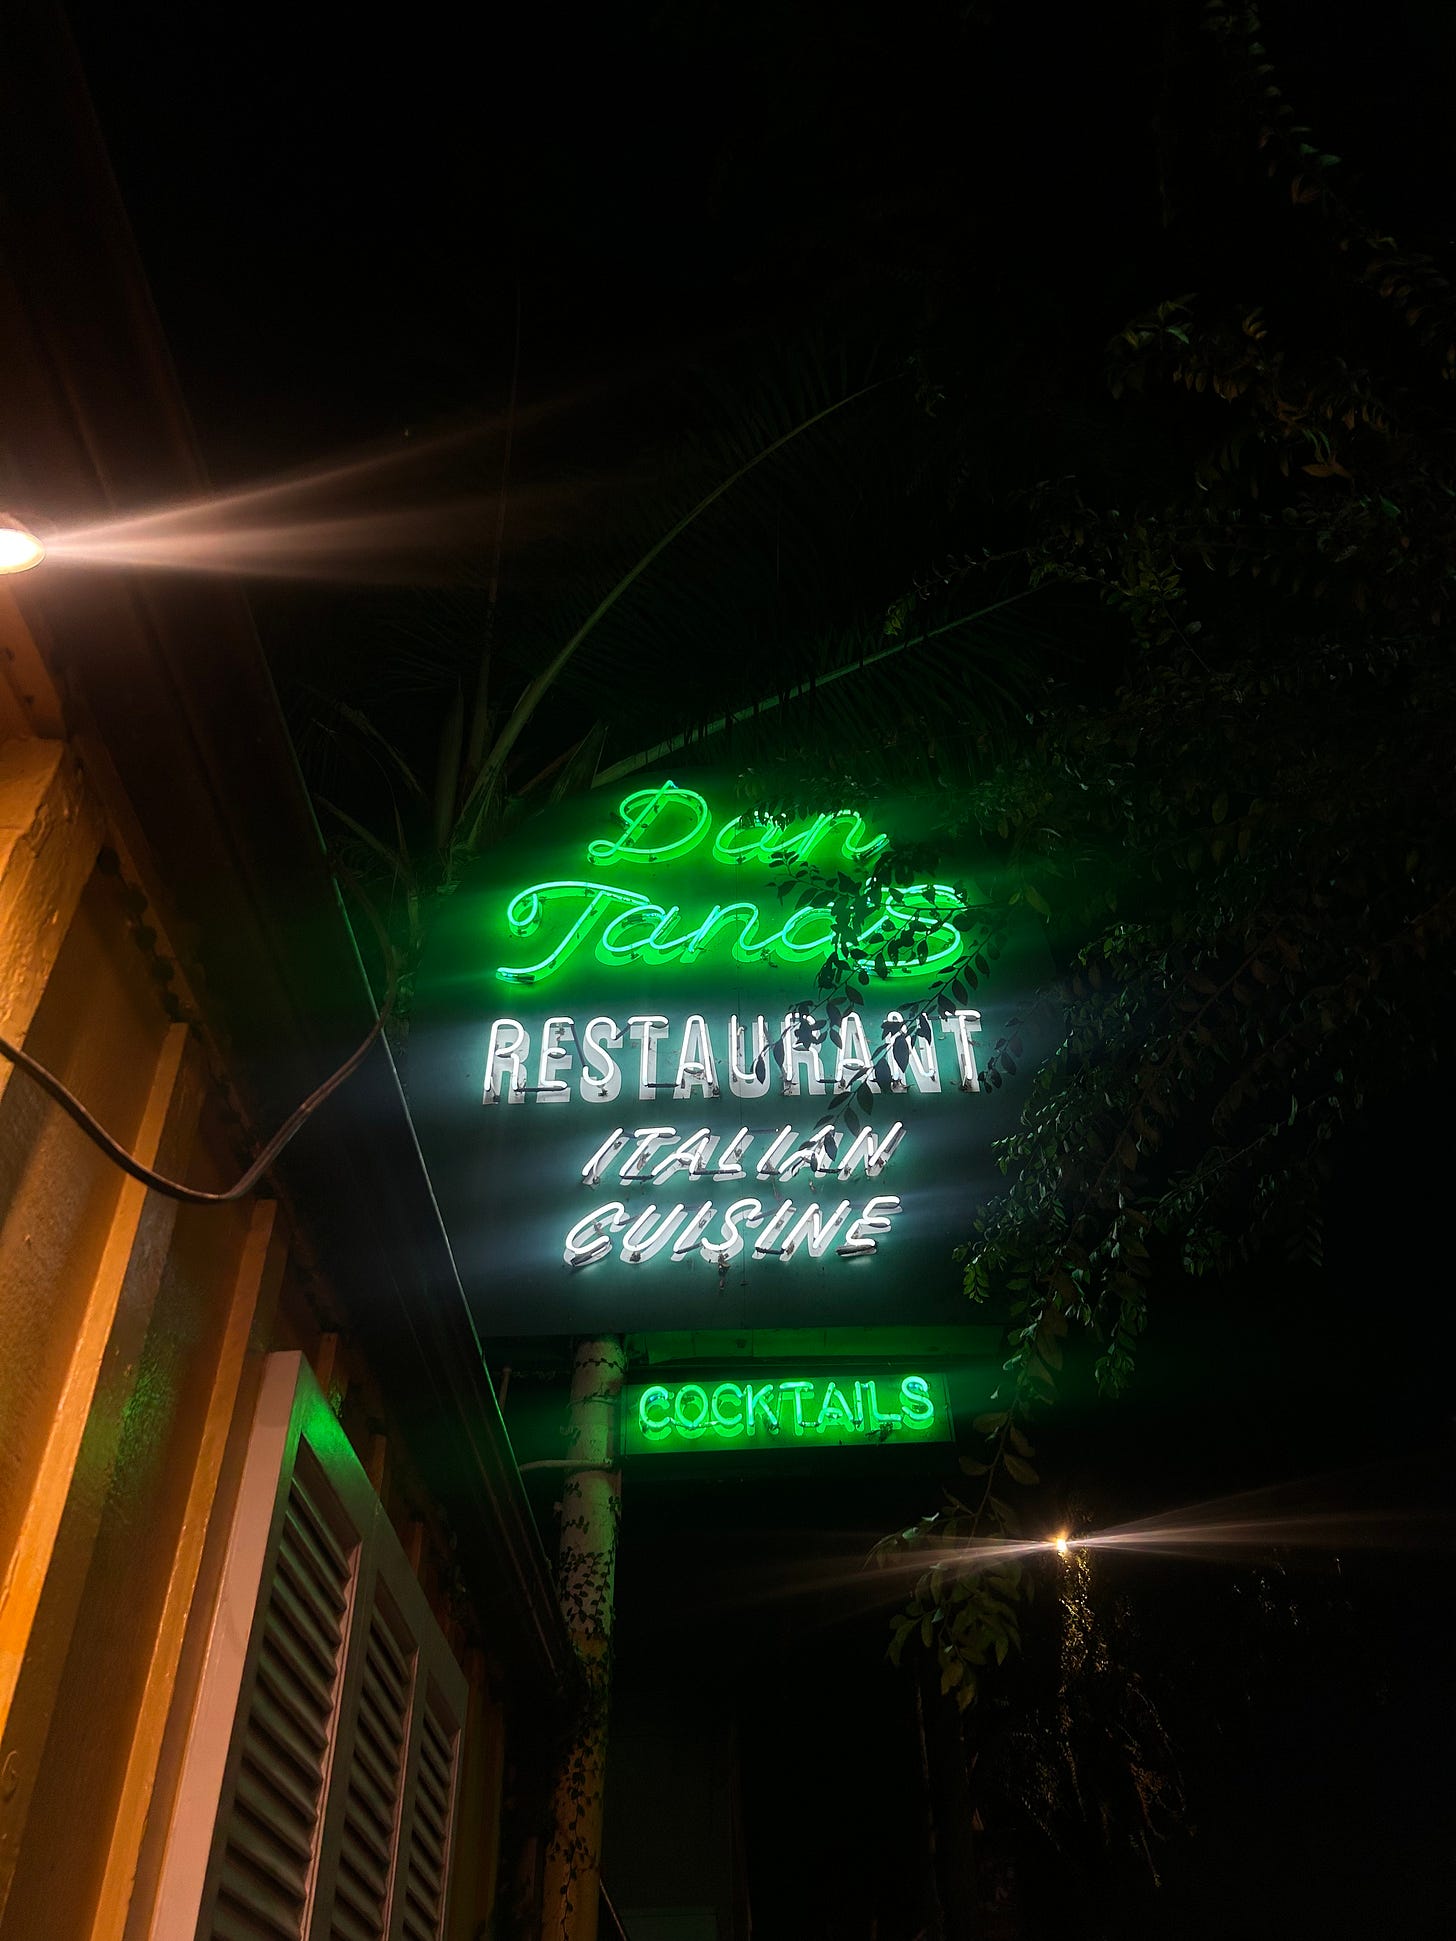 Dan
Tana's
RESTAURANT
ITALIAN
CUISINE
COCKTAILS